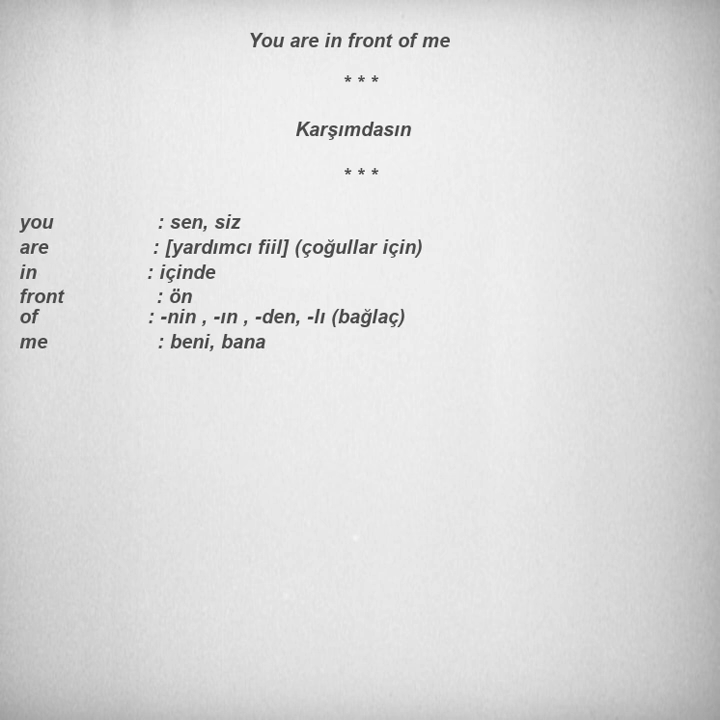 You are in front of me
* * *
Karşımdasın
* * *
you : sen, siz
are : [yardımcı fiil] (çoğullar için)
in : içinde
front : ön
of : -nin , -ın , -den, -lı (bağlaç)
me : beni, bana